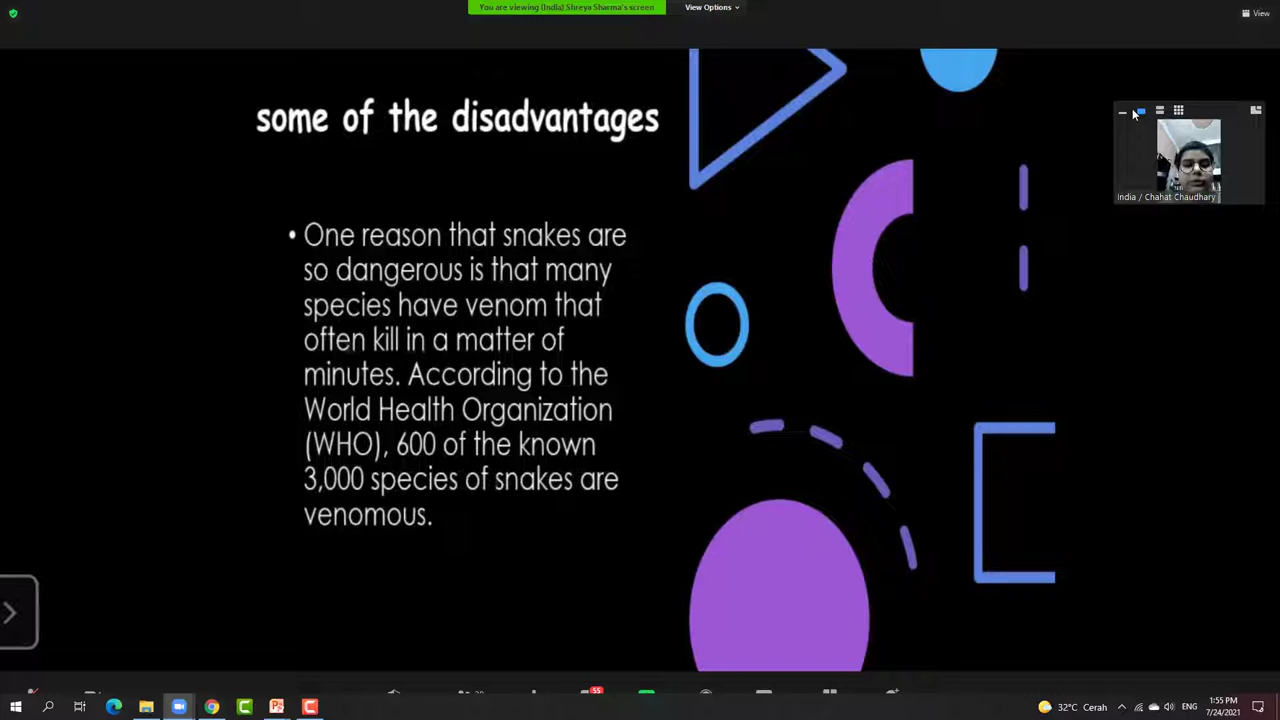 You are viewing (India) Shreya Sharma's screen
View Options
View
some of the disadvantages
India / Chahat Chaudhary
• One reason that snakes are
so dangerous is that many
species have venom that
often kill in a matter of
minutes. According to the
World Health Organization
(WHO), 600 of the known
3,000 species of snakes are
venomous.
55
32°C Cerah
ENG
1:55 PM
7/24/2021